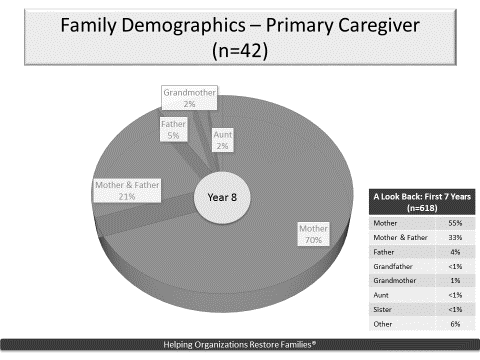 Family Demographics – Primary Caregiver
(n=42)
Grandmother
2%
Father
5%
Aunt
2%
Mother & Father
21%
Year 8
Mother
70%
A Look Back: First 7 Years
(n=618)
Mother 55%
Mother & Father 33%
Father 4%
Grandfather <1%
Grandmother 1%
Aunt <1%
Sister <1%
Other 6%
Helping Organizations Restore Families®